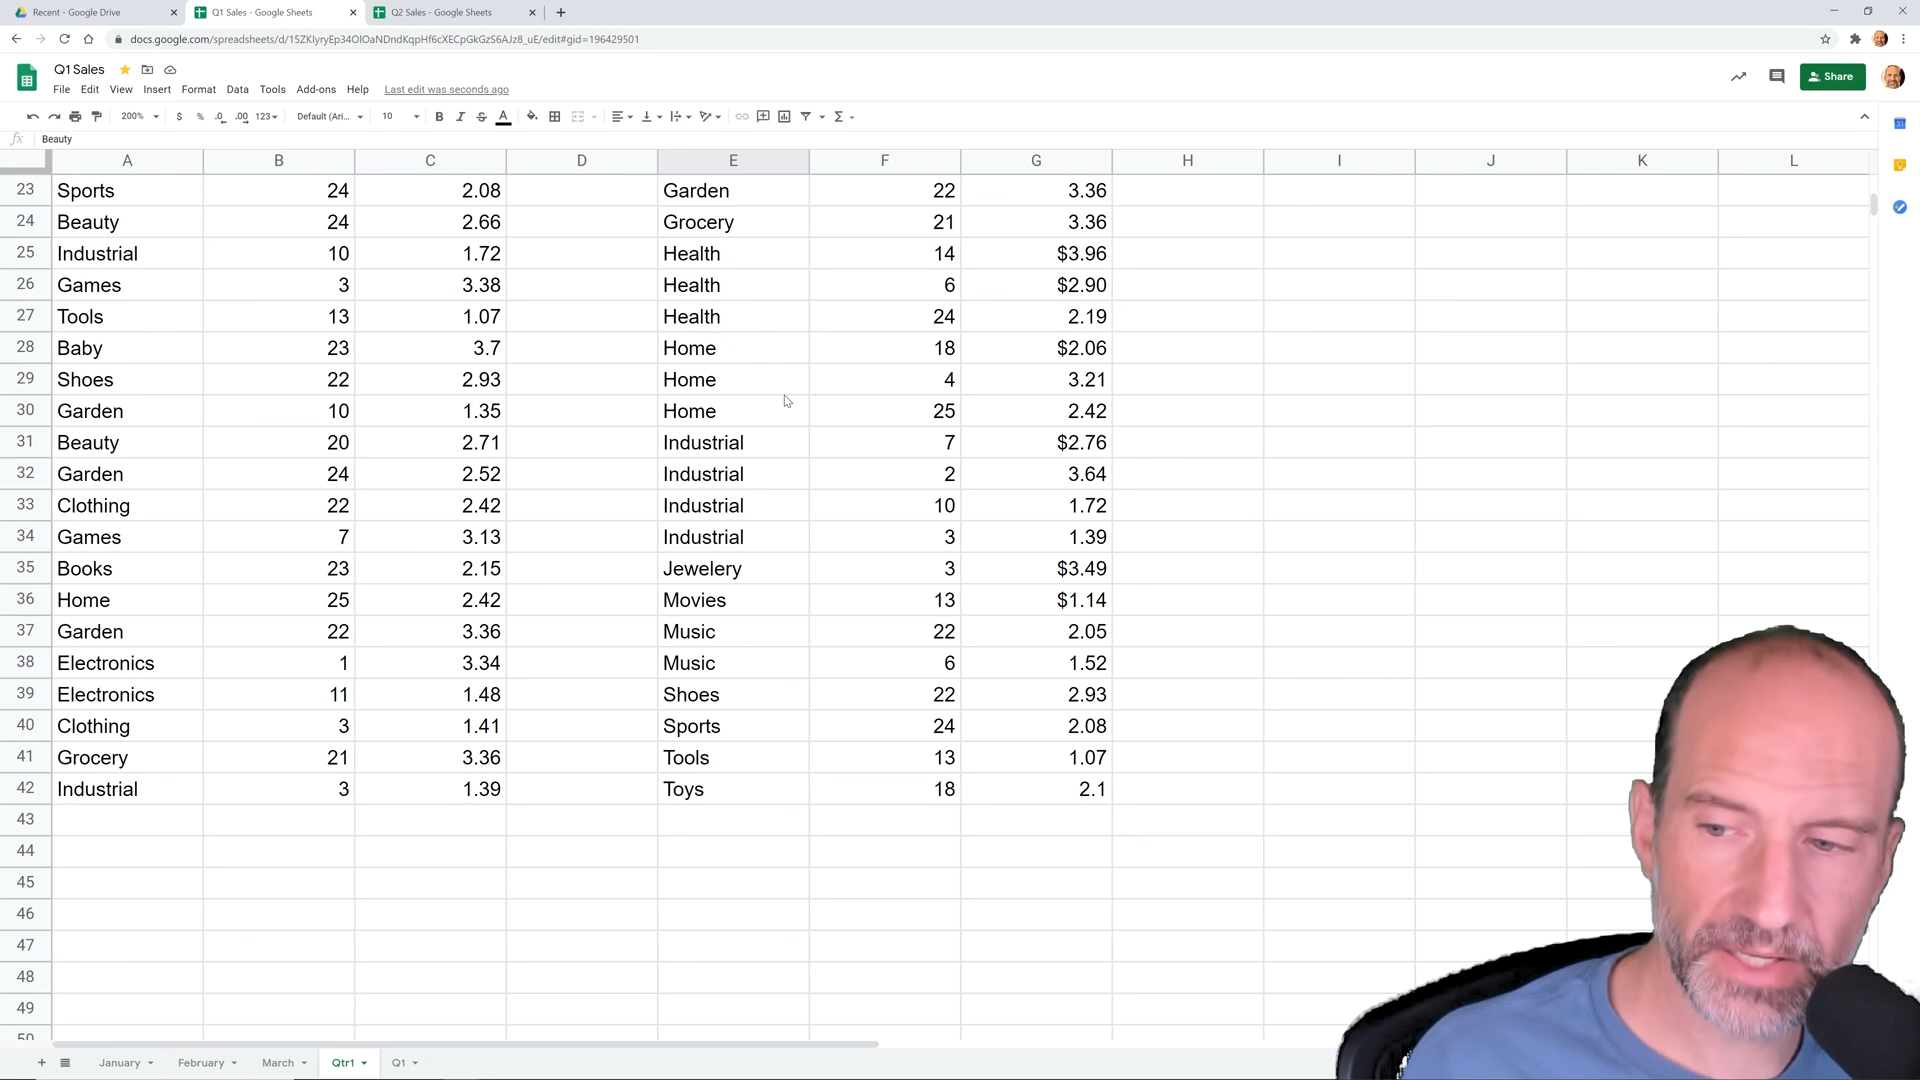 Recent - Google Drive
Q1 Sales - Google Sheets
Q2 Sales - Google Sheets
docs.google.com/spreadsheets/d/15ZKIyryEp34OlOaNDndKqpHf6cXECpGkGzS6AJz8_uE/edit#gid=196429501
Q1 Sales
File Edit View Insert Format Data Tools Add-ons Help Last edit was seconds ago
Share
200% $ % .0 .00 123 Default (Ari... 10 B I S A Σ
fx Beauty
A B C D E F G H I J K L
23 Sports 24 2.08 Garden 22 3.36
24 Beauty 24 2.66 Grocery 21 3.36
25 Industrial 10 1.72 Health 14 $3.96
26 Games 3 3.38 Health 6 $2.90
27 Tools 13 1.07 Health 24 2.19
28 Baby 23 3.7 Home 18 $2.06
29 Shoes 22 2.93 Home 4 3.21
30 Garden 10 1.35 Home 25 2.42
31 Beauty 20 2.71 Industrial 7 $2.76
32 Garden 24 2.52 Industrial 2 3.64
33 Clothing 22 2.42 Industrial 10 1.72
34 Games 7 3.13 Industrial 3 1.39
35 Books 23 2.15 Jewelery 3 $3.49
36 Home 25 2.42 Movies 13 $1.14
37 Garden 22 3.36 Music 22 2.05
38 Electronics 1 3.34 Music 6 1.52
39 Electronics 11 1.48 Shoes 22 2.93
40 Clothing 3 1.41 Sports 24 2.08
41 Grocery 21 3.36 Tools 13 1.07
42 Industrial 3 1.39 Toys 18 2.1
43
44
45
46
47
48
49
50
January February March Qtr1 Q1